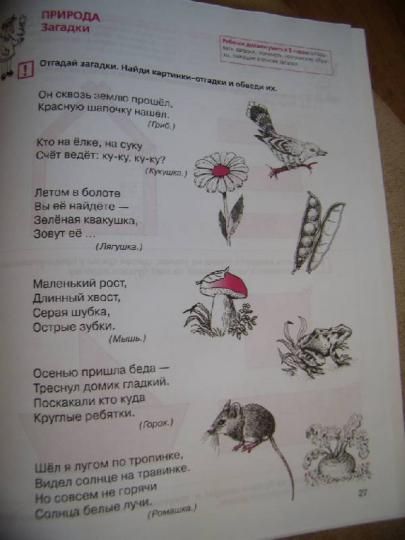 ПРИРОДА
Загадки
Ребёнок должен уметь в 5
! Отгадай загадки. Найди картинки-отгадки и обведи их.
Он сквозь землю прошёл,
Красную шапочку нашёл.
(Гриб.)
Кто на ёлке, на суку
Счёт ведёт: ку-ку, ку-ку?
(Кукушка.)
Летом в болоте
Вы её найдёте —
Зелёная квакушка,
Зовут её ...
(Лягушка.)
Маленький рост,
Длинный хвост,
Серая шубка,
Острые зубки.
(Мышь.)
Осенью пришла беда —
Треснул домик гладкий.
Поскакали кто куда
Круглые ребятки.
(Горох.)
Шёл я лугом по тропинке,
Видел солнце на травинке.
Но совсем не горячи
Солнца белые лучи.
(Ромашка.)
27